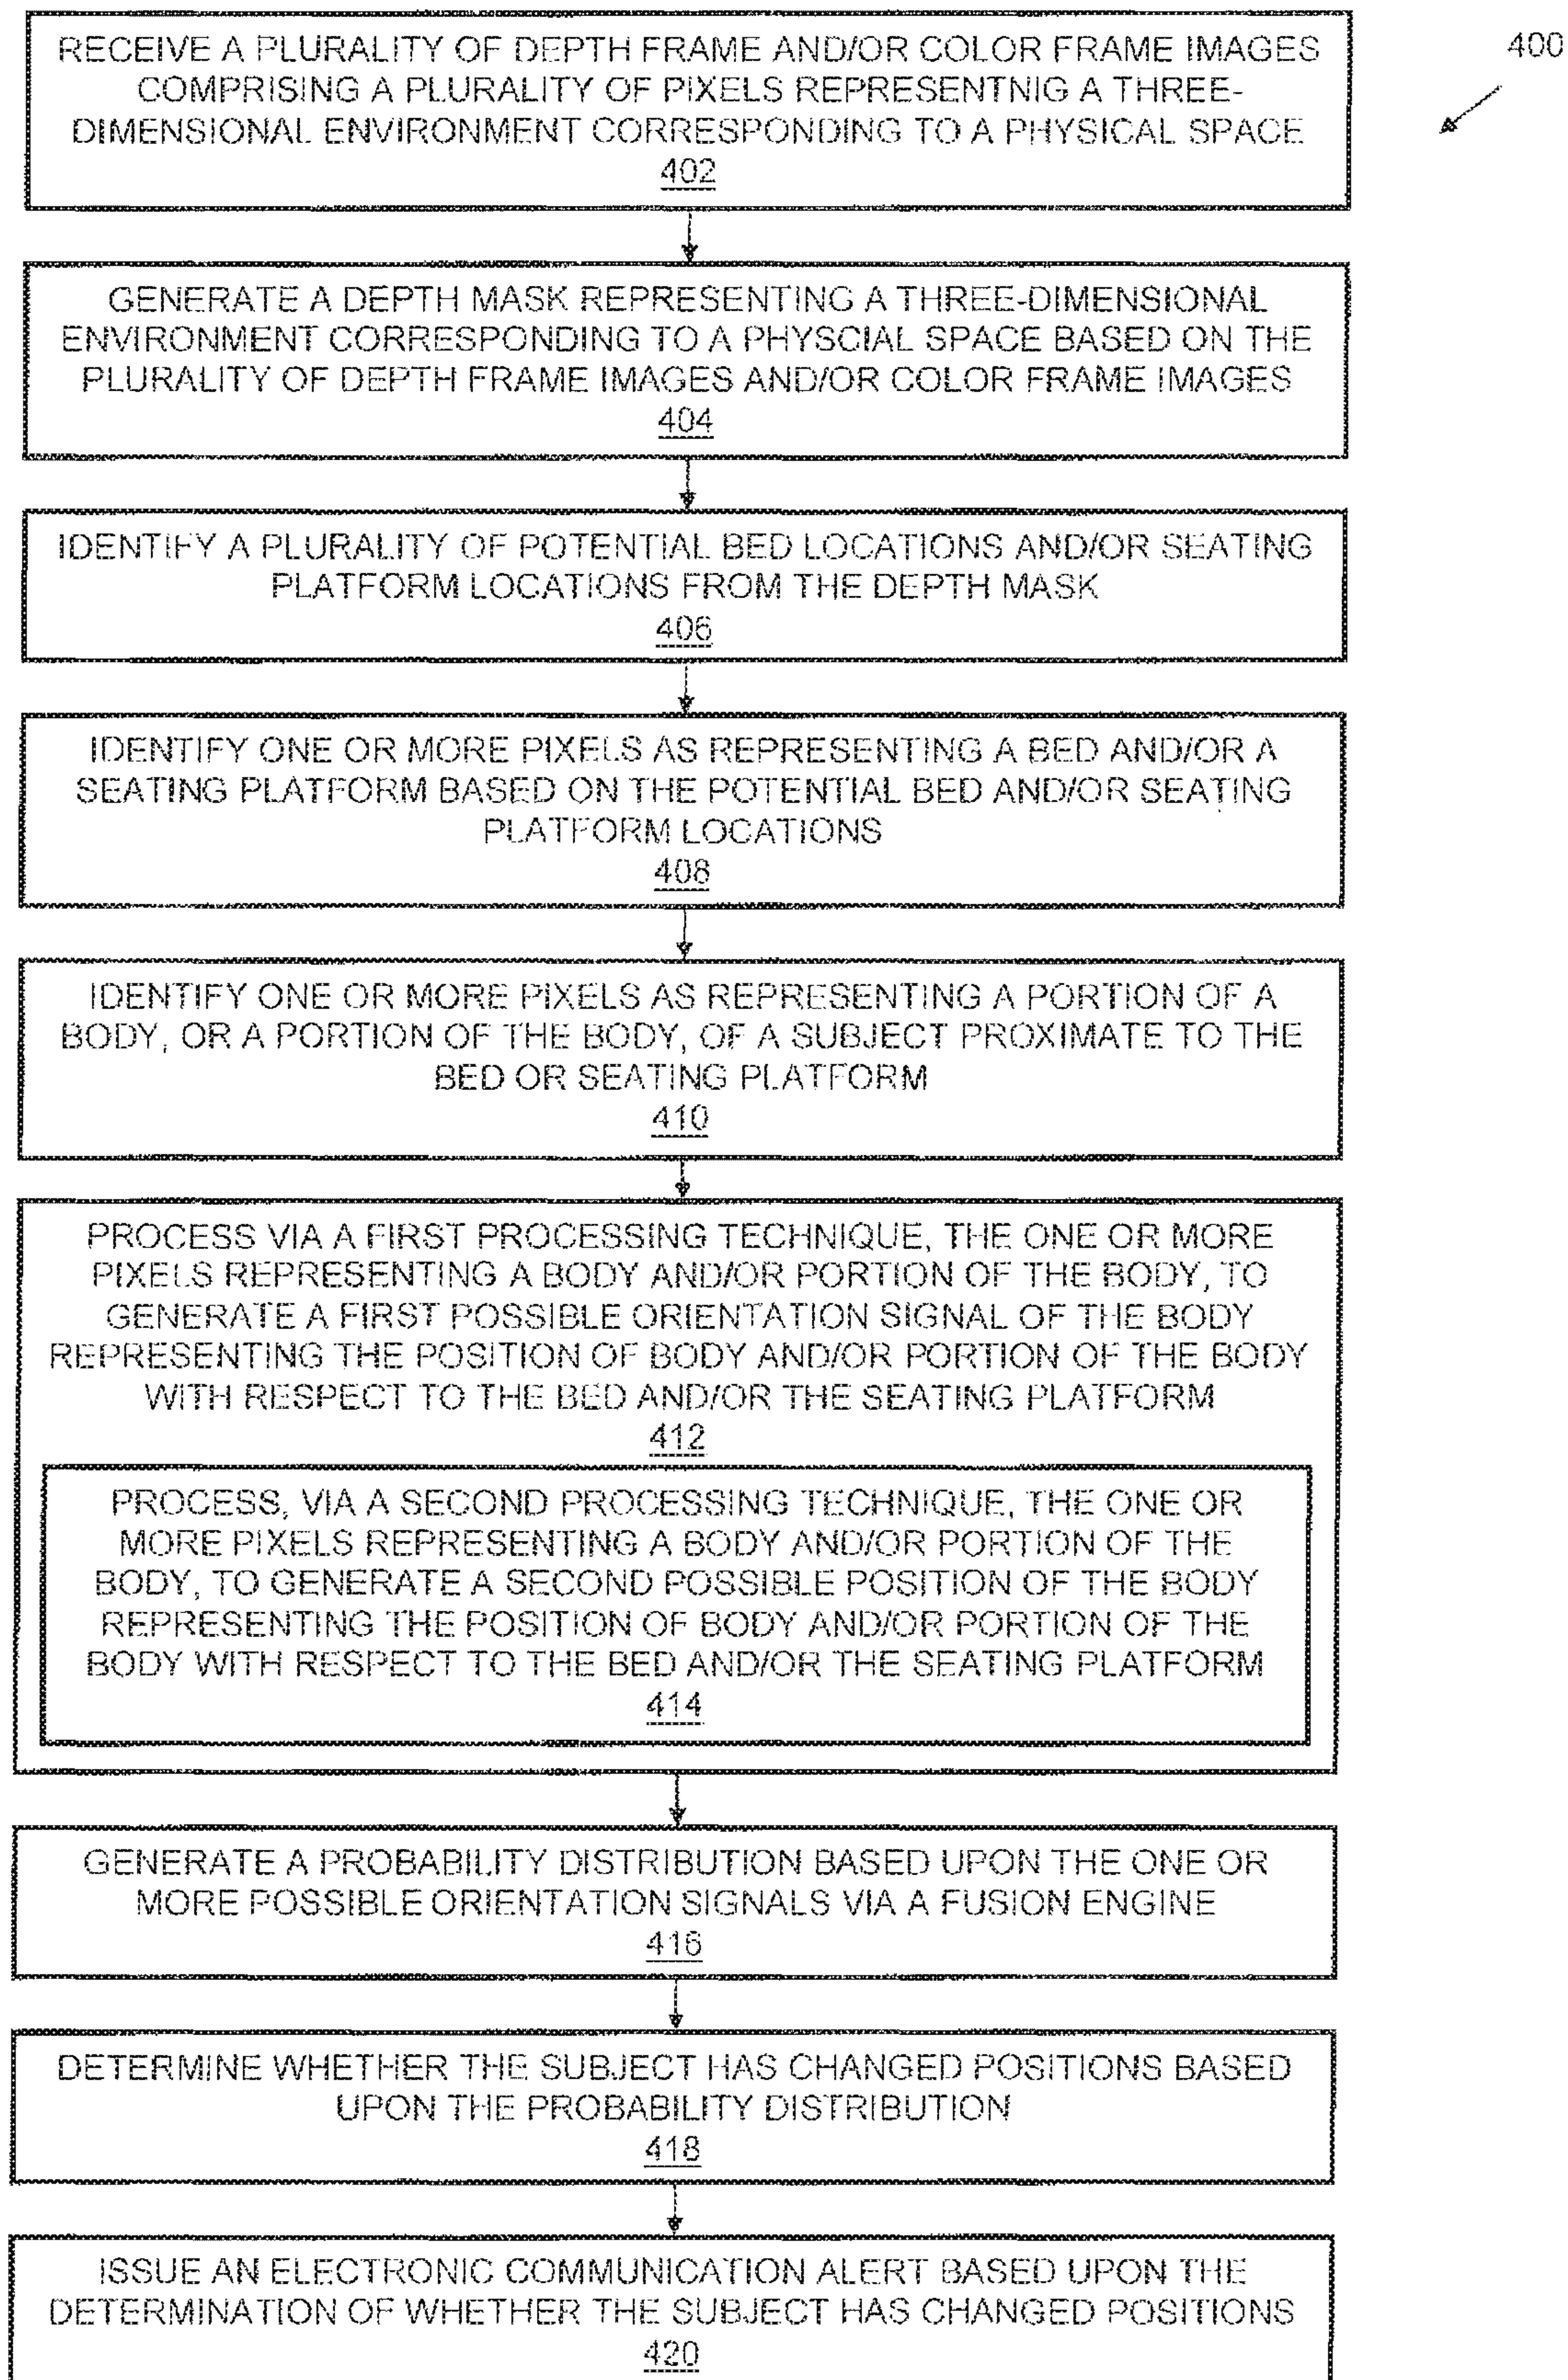 RECEIVE A PLURALITY OF DEPTH FRAME AND/OR COLOR FRAME IMAGES
COMPRISING A PLURALITY OF PIXELS REPRESENTNIG A THREE-
DIMENSIONAL ENVIRONMENT CORRESPONDING TO A PHYSICAL SPACE
402
400
GENERATE A DEPTH MASK REPRESENTING A THREE-DIMENSIONAL
ENVIRONMENT CORRESPONDING TO A PHYSCIAL SPACE BASED ON THE
PLURALITY OF DEPTH FRAME IMAGES AND/OR COLOR FRAME IMAGES
404
IDENTIFY A PLURALITY OF POTENTIAL BED LOCATIONS AND/OR SEATING
PLATFORM LOCATIONS FROM THE DEPTH MASK
406
IDENTIFY ONE OR MORE PIXELS AS REPRESENTING A BED AND/OR A
SEATING PLATFORM BASED ON THE POTENTIAL BED AND/OR SEATING
PLATFORM LOCATIONS
408
IDENTIFY ONE OR MORE PIXELS AS REPRESENTING A PORTION OF A
BODY, OR A PORTION OF THE BODY, OF A SUBJECT PROXIMATE TO THE
BED OR SEATING PLATFORM
410
PROCESS VIA A FIRST PROCESSING TECHNIQUE, THE ONE OR MORE
PIXELS REPRESENTING A BODY AND/OR PORTION OF THE BODY, TO
GENERATE A FIRST POSSIBLE ORIENTATION SIGNAL OF THE BODY
REPRESENTING THE POSITION OF BODY AND/OR PORTION OF THE BODY
WITH RESPECT TO THE BED AND/OR THE SEATING PLATFORM
412
PROCESS, VIA A SECOND PROCESSING TECHNIQUE, THE ONE OR
MORE PIXELS REPRESENTING A BODY AND/OR PORTION OF THE
BODY, TO GENERATE A SECOND POSSIBLE POSITION OF THE BODY
REPRESENTING THE POSITION OF BODY AND/OR PORTION OF THE
BODY WITH RESPECT TO THE BED AND/OR THE SEATING PLATFORM
414
GENERATE A PROBABILITY DISTRIBUTION BASED UPON THE ONE OR
MORE POSSIBLE ORIENTATION SIGNALS VIA A FUSION ENGINE
416
DETERMINE WHETHER THE SUBJECT HAS CHANGED POSITIONS BASED
UPON THE PROBABILITY DISTRIBUTION
418
ISSUE AN ELECTRONIC COMMUNICATION ALERT BASED UPON THE
DETERMINATION OF WHETHER THE SUBJECT HAS CHANGED POSITIONS
420